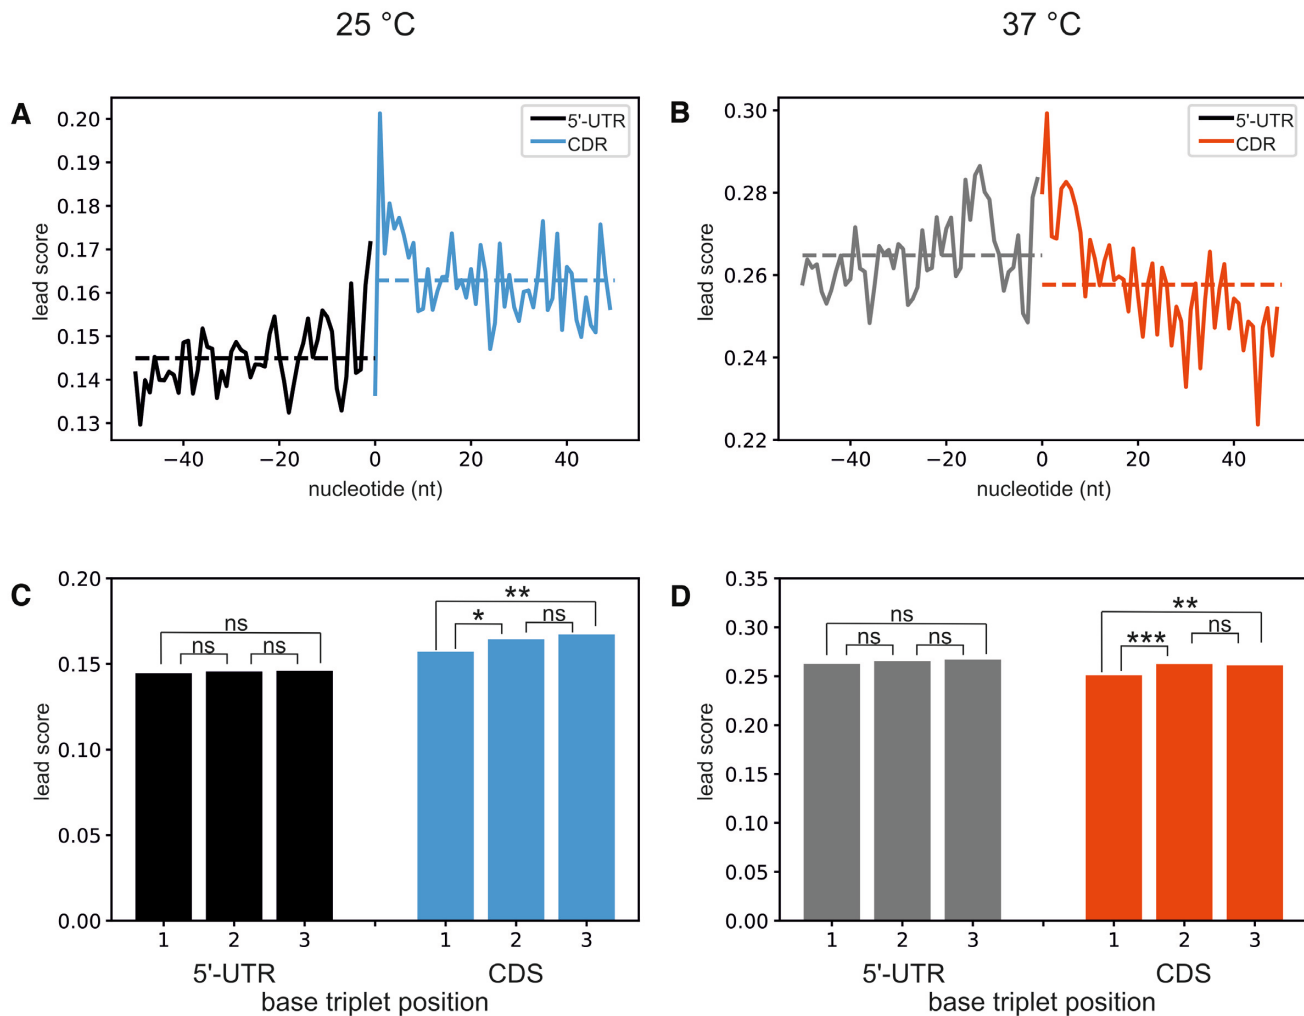 25 °C
37 °C
A
B
5'-UTR
CDR
0.20
0.19
0.18
0.17
0.16
0.15
0.14
0.13
lead score
−40
−20
0
20
40
nucleotide (nt)
5'-UTR
CDR
0.30
0.28
0.26
0.24
0.22
lead score
−40
−20
0
20
40
nucleotide (nt)
C
0.20
0.15
0.10
0.05
0.00
lead score
ns
ns
ns
**
*
ns
1 2 3 1 2 3
5'-UTR CDS
base triplet position
D
0.35
0.30
0.25
0.20
0.15
0.10
0.05
0.00
lead score
ns
ns
ns
**
***
ns
1 2 3 1 2 3
5'-UTR CDS
base triplet position